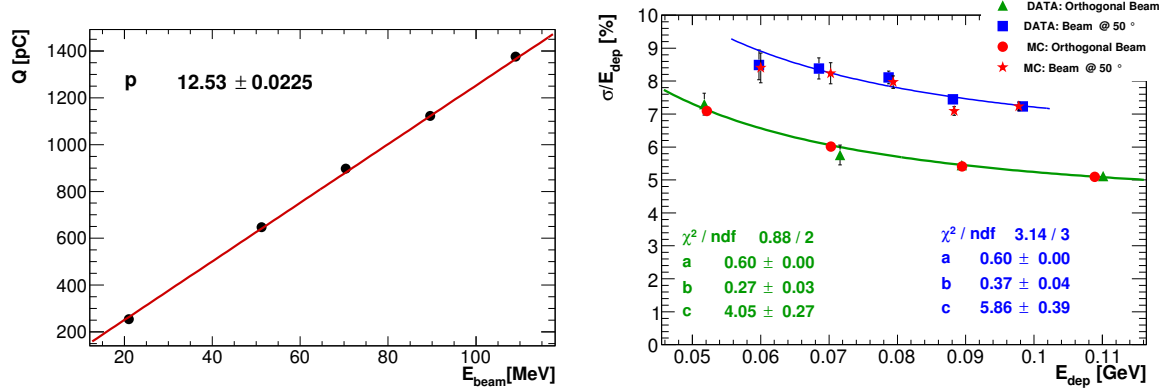 Q [pC]
1400
1200
1000
800
600
400
200
p 12.53 ± 0.0225
20 40 60 80 100
E_beam[MeV]
σ/E_dep [%]
10
9
8
7
6
5
4
3
2
1
0
▲ DATA: Orthogonal Beam
■ DATA: Beam @ 50 °
● MC: Orthogonal Beam
★ MC: Beam @ 50 °
χ² / ndf 0.88 / 2
a 0.60 ± 0.00
b 0.27 ± 0.03
c 4.05 ± 0.27
χ² / ndf 3.14 / 3
a 0.60 ± 0.00
b 0.37 ± 0.04
c 5.86 ± 0.39
0.05 0.06 0.07 0.08 0.09 0.1 0.11
E_dep [GeV]